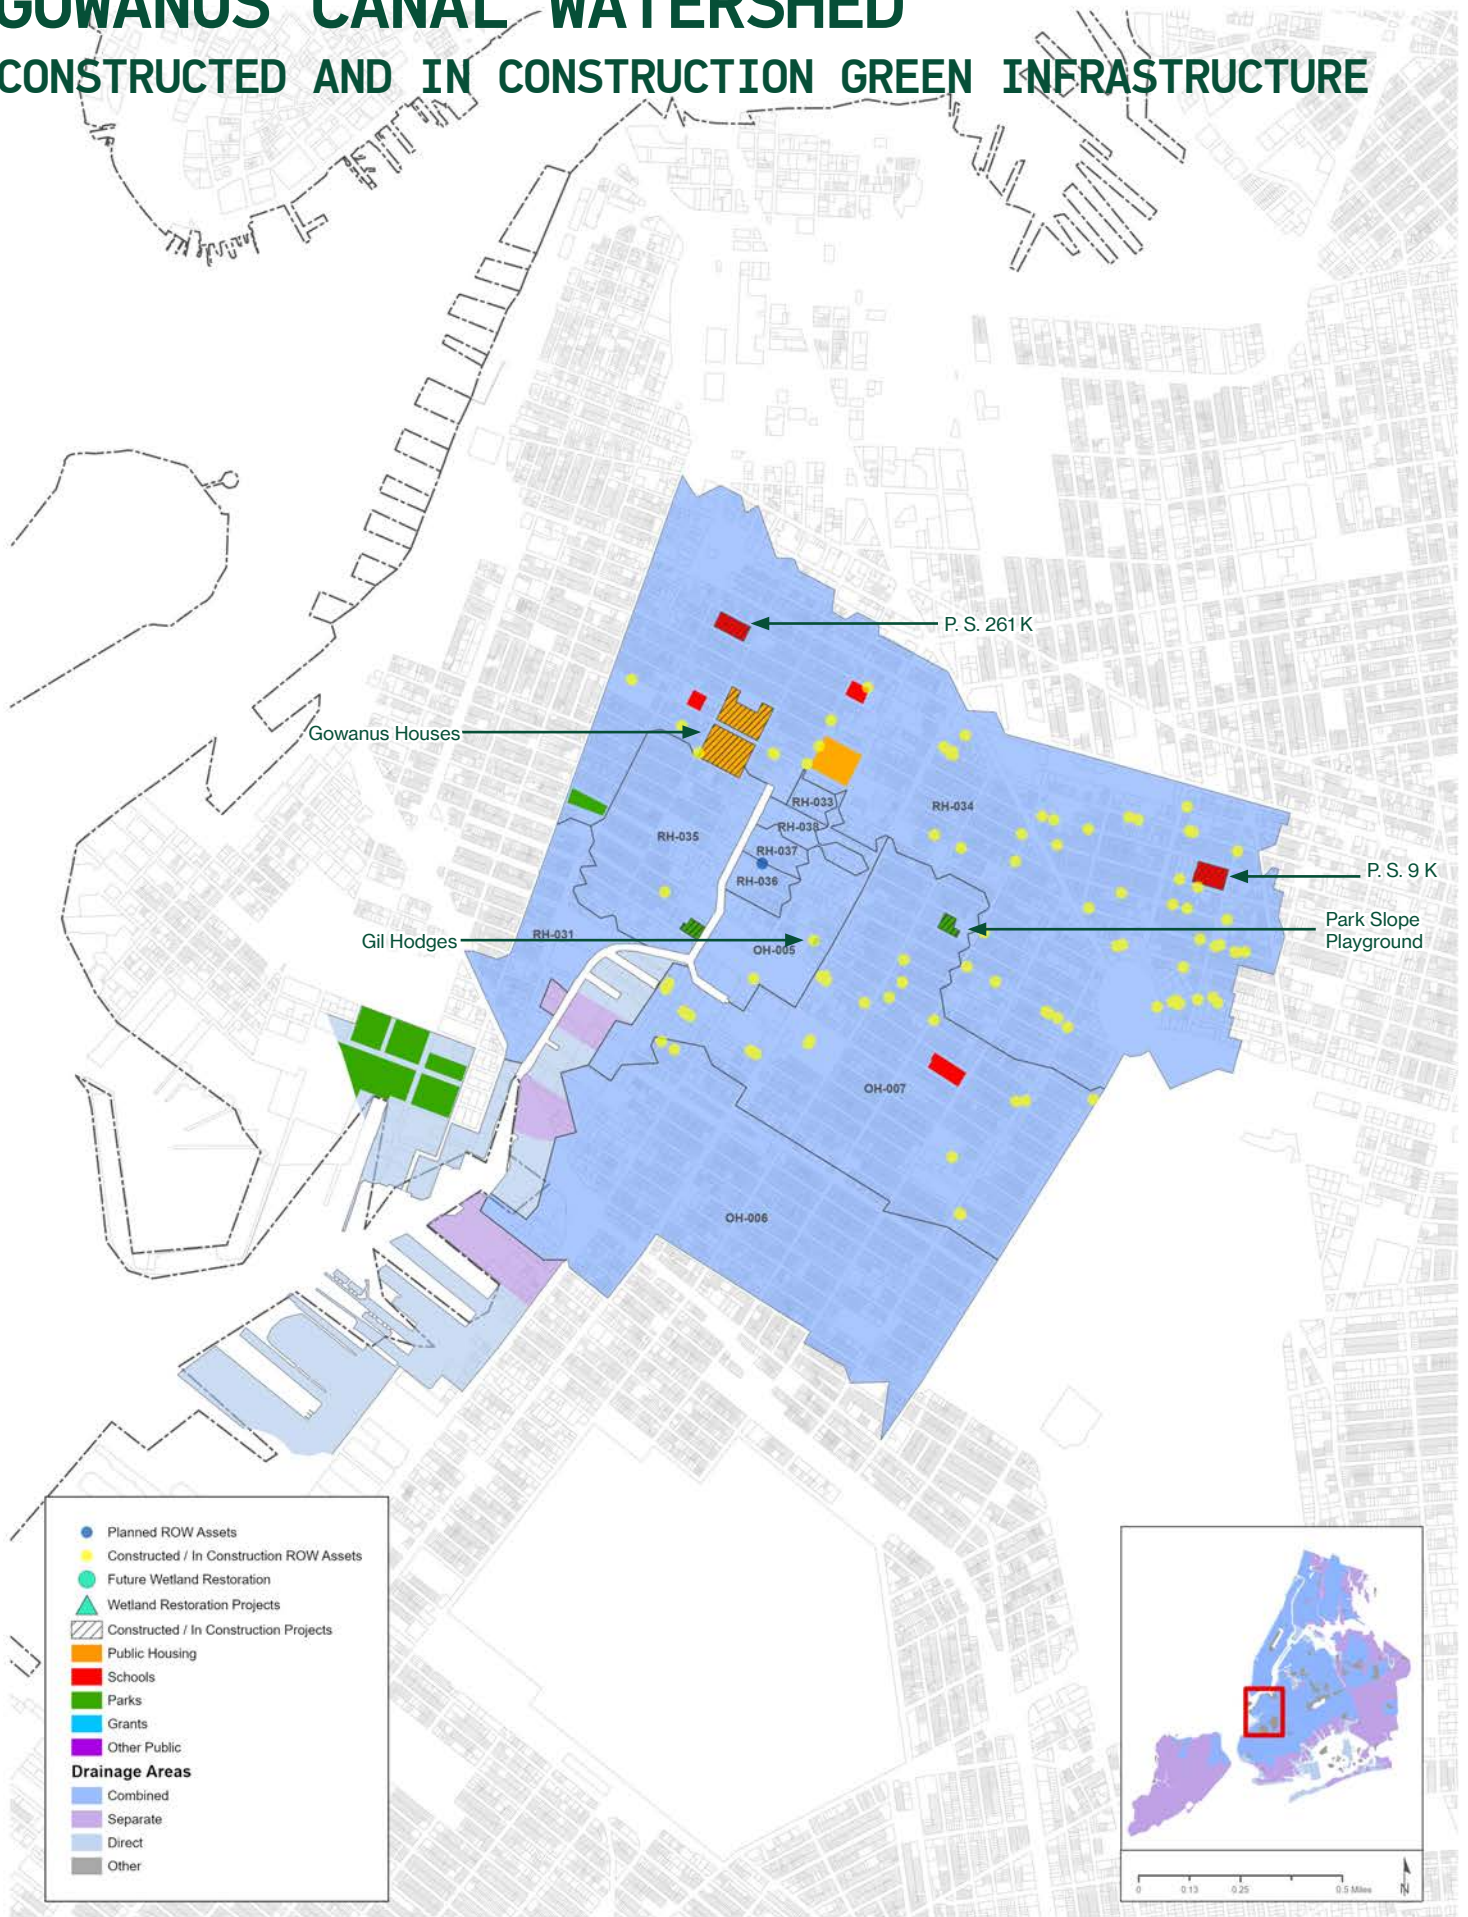 GOWANUS CANAL WATERSHED
CONSTRUCTED AND IN CONSTRUCTION GREEN INFRASTRUCTURE
P. S. 261 K
Gowanus Houses
RH-033
RH-034
RH-038
RH-035
RH-037
RH-036
P. S. 9 K
Park Slope
Playground
RH-031
Gil Hodges
OH-005
OH-007
OH-006
Planned ROW Assets
Constructed / In Construction ROW Assets
Future Wetland Restoration
Wetland Restoration Projects
Constructed / In Construction Projects
Public Housing
Schools
Parks
Grants
Other Public
Drainage Areas
Combined
Separate
Direct
Other
0 0.13 0.25 0.5 Miles
N